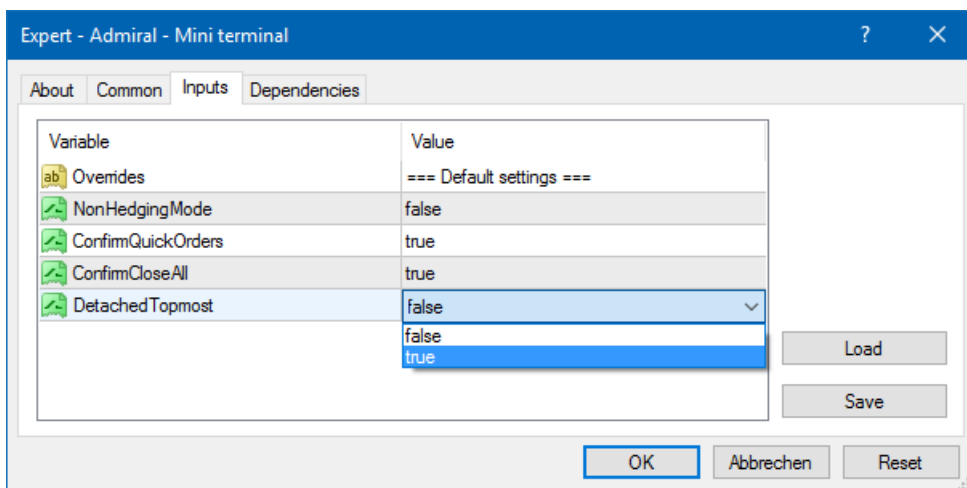 Expert - Admiral - Mini terminal ?
About Common Inputs Dependencies
Variable Value
ab Overrides === Default settings ===
NonHedgingMode false
ConfirmQuickOrders true
ConfirmCloseAll true
DetachedTopmost false
false
true
Load
Save
OK Abbrechen Reset